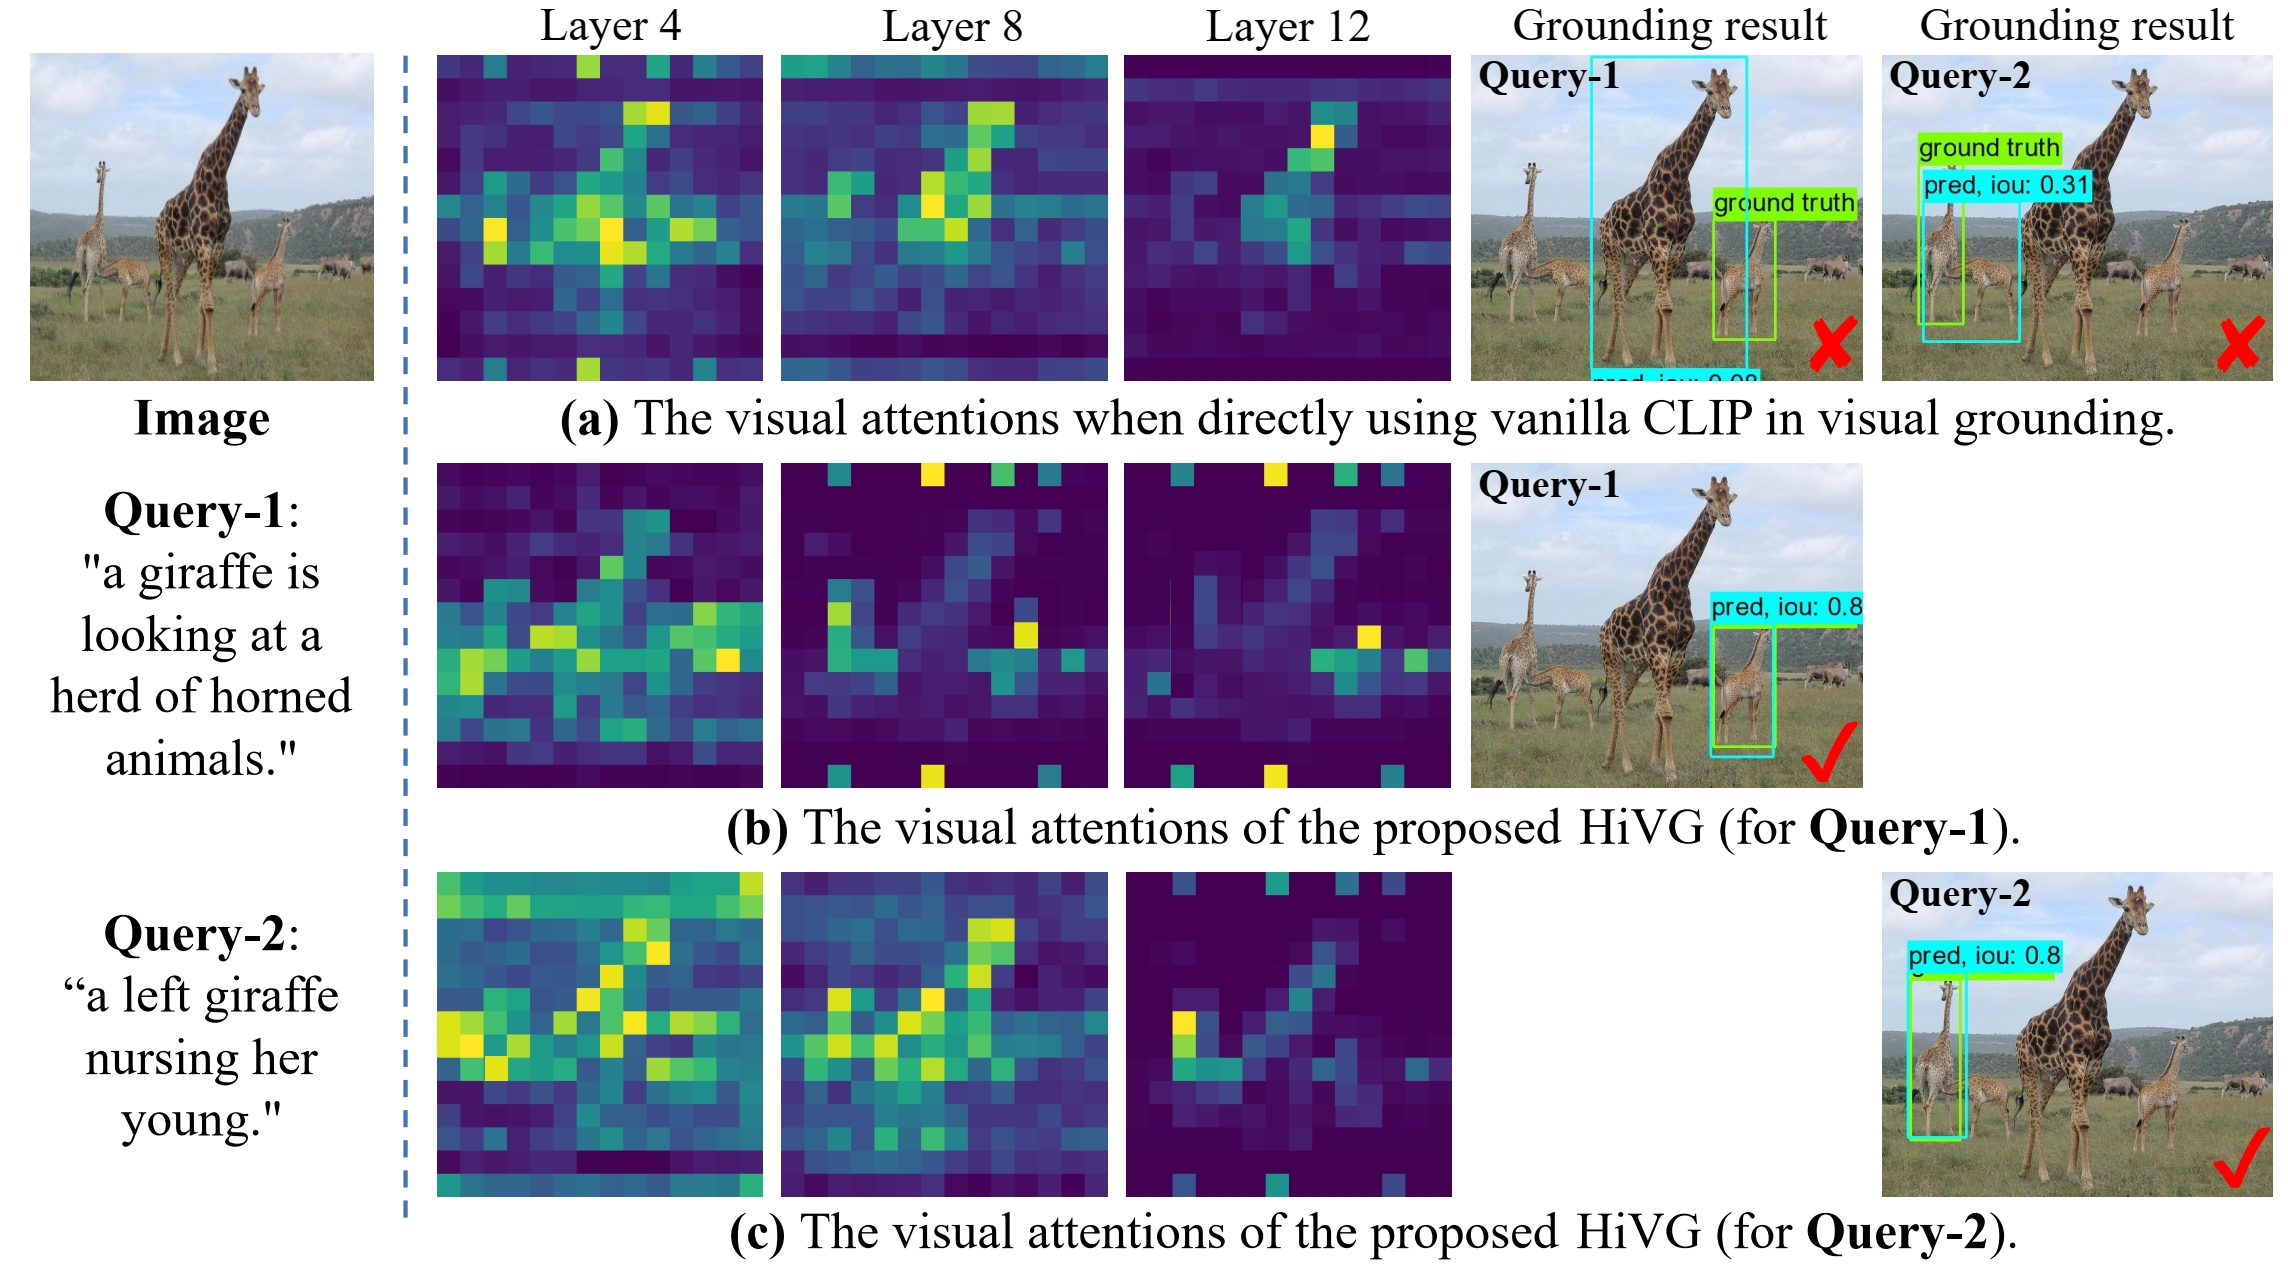 Layer 4
Layer 8
Layer 12
Grounding result
Grounding result
Query-1
ground truth
pred, iou: 0.08
Query-2
ground truth
pred, iou: 0.31
Image
(a) The visual attentions when directly using vanilla CLIP in visual grounding.
Query-1:
"a giraffe is
looking at a
herd of horned
animals."
Query-1
pred, iou: 0.8
(b) The visual attentions of the proposed HiVG (for Query-1).
Query-2:
“a left giraffe
nursing her
young."
Query-2
pred, iou: 0.8
(c) The visual attentions of the proposed HiVG (for Query-2).